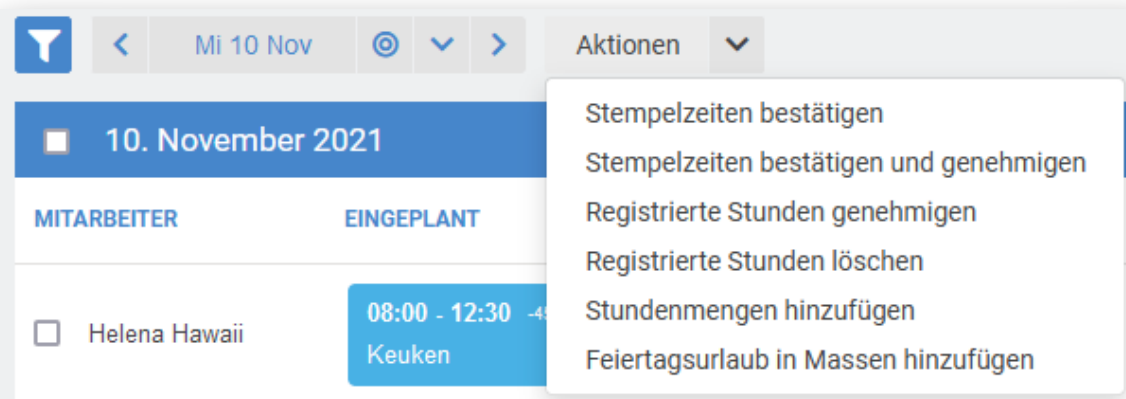 Mi 10 Nov
Aktionen
Stempelzeiten bestätigen
Stempelzeiten bestätigen und genehmigen
Registrierte Stunden genehmigen
Registrierte Stunden löschen
Stundenmengen hinzufügen
Feiertagsurlaub in Massen hinzufügen
10. November 2021
MITARBEITER
EINGEPLANT
Helena Hawaii
08:00 - 12:30
Keuken